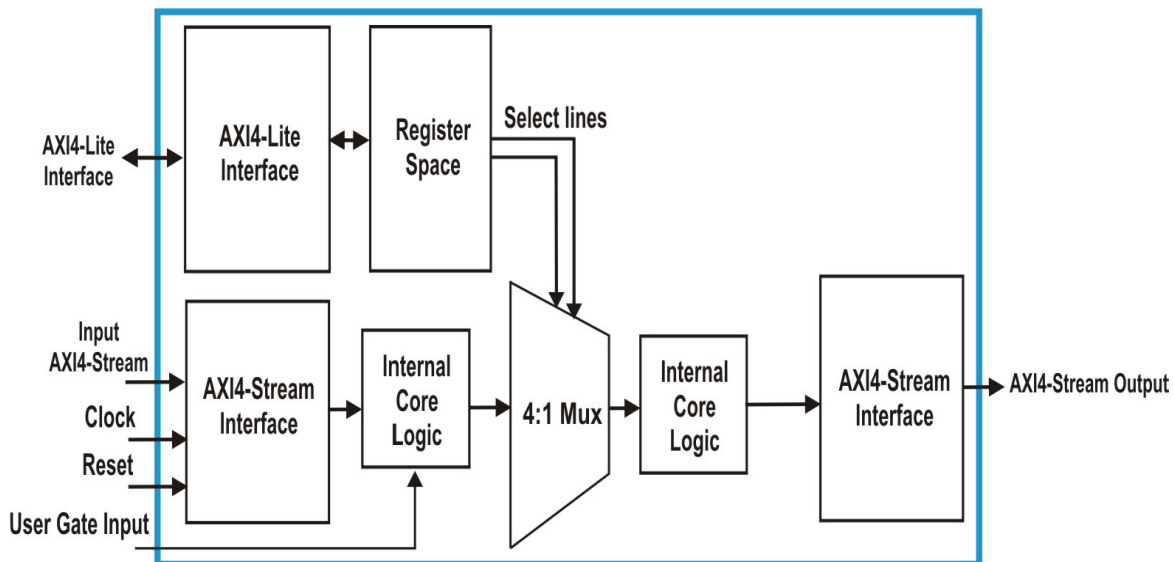 AXI4-Lite
Interface
AXI4-Lite
Interface
Register
Space
Select lines
Input
AXI4-Stream
Clock
Reset
User Gate Input
AXI4-Stream
Interface
Internal
Core
Logic
4:1 Mux
Internal
Core
Logic
AXI4-Stream
Interface
AXI4-Stream Output